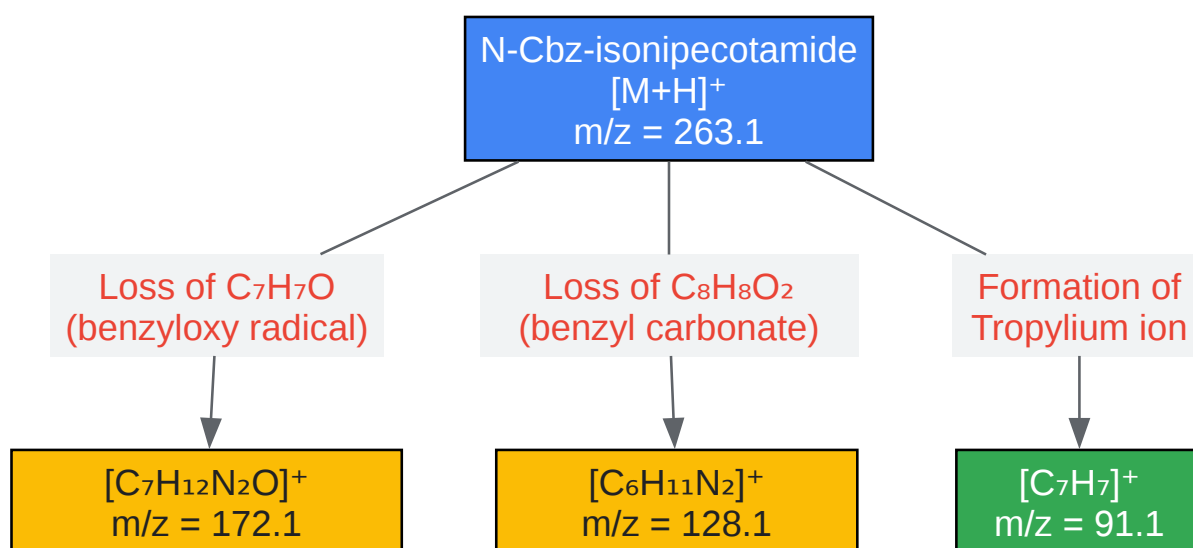 N-Cbz-isonipecotamide
[M+H]⁺
m/z = 263.1
Loss of C₇H₇O
(benzyloxy radical)
Loss of C₈H₈O₂
(benzyl carbonate)
Formation of
Tropylium ion
[C₇H₁₂N₂O]⁺
m/z = 172.1
[C₆H₁₁N₂]⁺
m/z = 128.1
[C₇H₇]⁺
m/z = 91.1